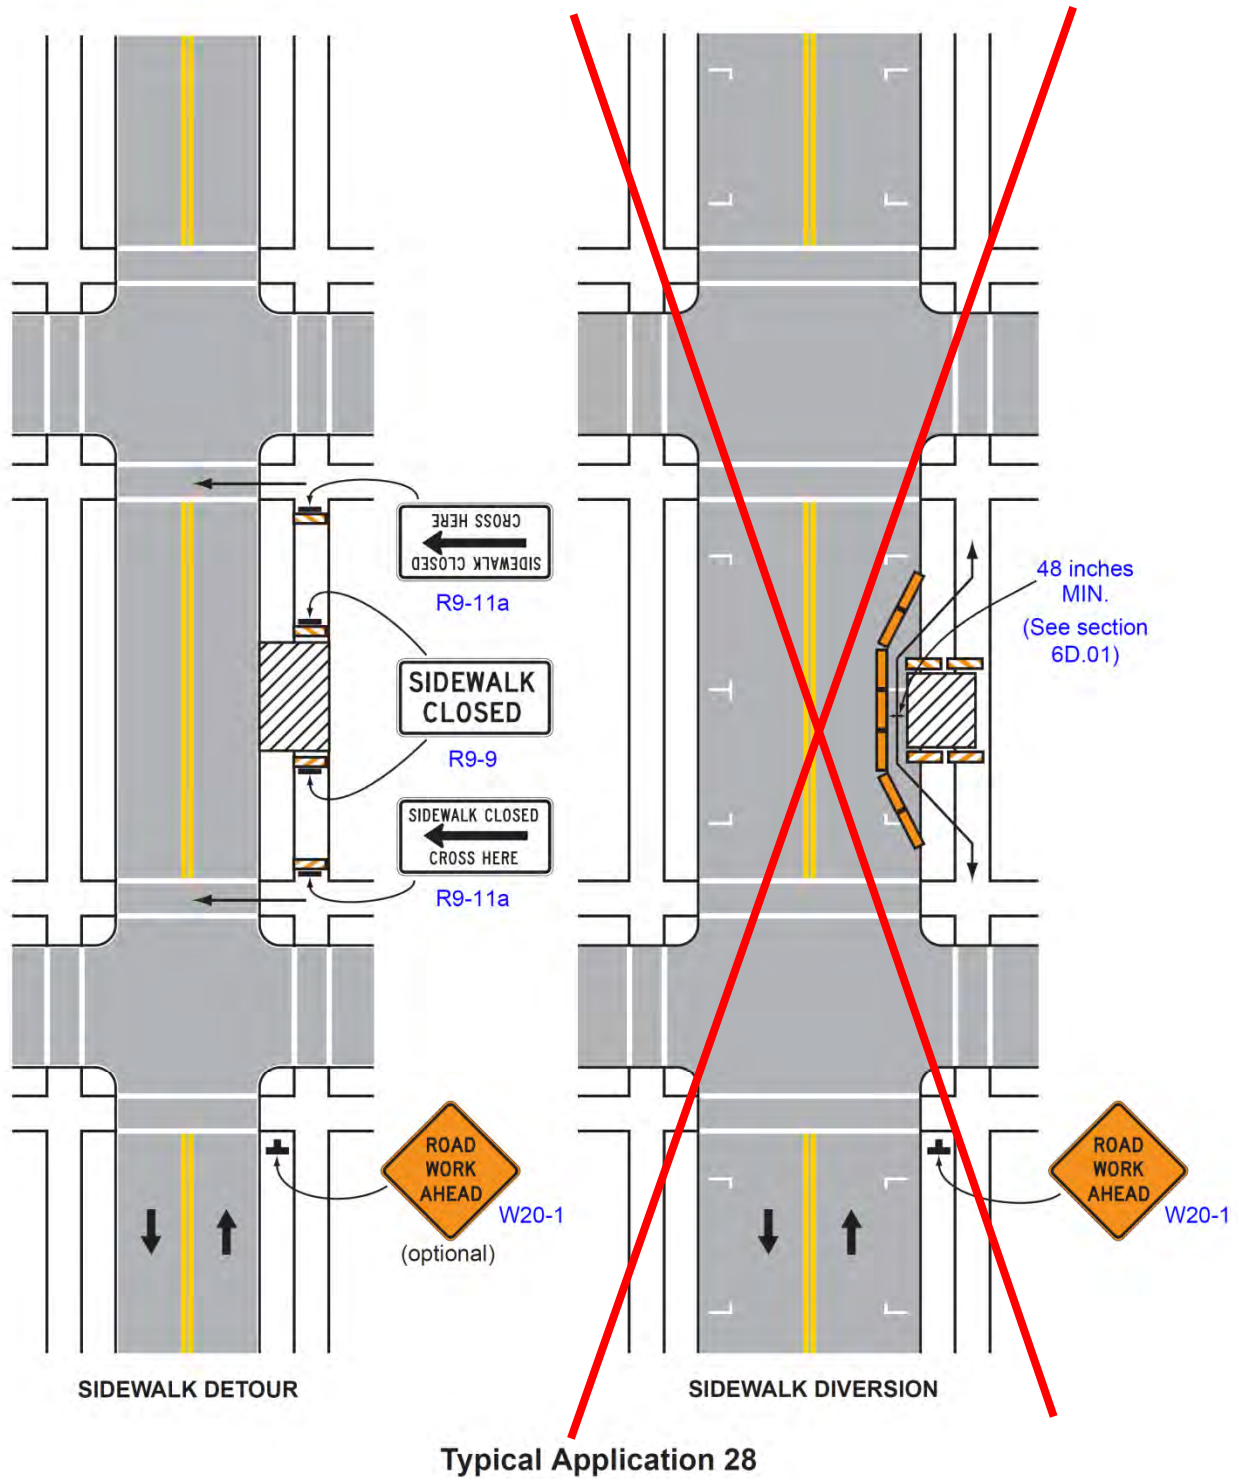 CROSS HERE
SIDEWALK CLOSED
R9-11a
SIDEWALK
CLOSED
R9-9
SIDEWALK CLOSED
CROSS HERE
R9-11a
ROAD
WORK
AHEAD
W20-1
(optional)
SIDEWALK DETOUR
48 inches
MIN.
(See section
6D.01)
ROAD
WORK
AHEAD
W20-1
SIDEWALK DIVERSION
Typical Application 28